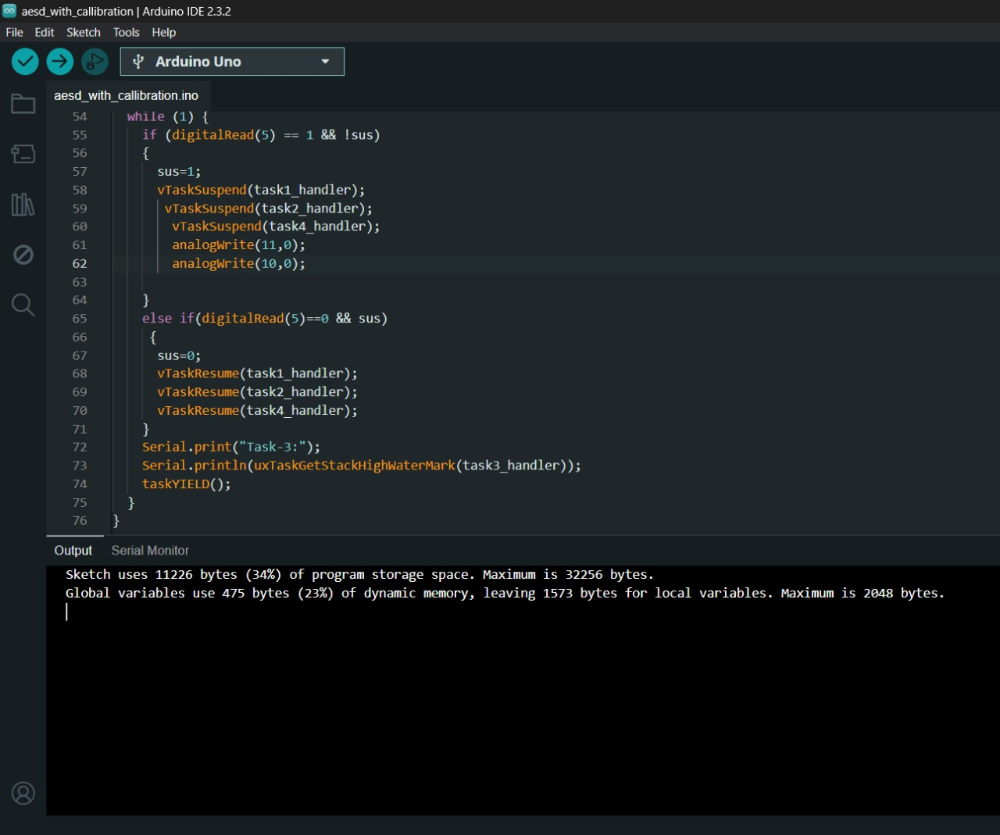 aesd_with_callibration | Arduino IDE 2.3.2
File Edit Sketch Tools Help
Arduino Uno
aesd_with_callibration.ino
54 while (1) {
55 if (digitalRead(5) == 1 && !sus)
56 {
57 sus=1;
58 vTaskSuspend(task1_handler);
59 vTaskSuspend(task2_handler);
60 vTaskSuspend(task4_handler);
61 analogWrite(11,0);
62 analogWrite(10,0);
63
64 }
65 else if(digitalRead(5)==0 && sus)
66 {
67 sus=0;
68 vTaskResume(task1_handler);
69 vTaskResume(task2_handler);
70 vTaskResume(task4_handler);
71 }
72 Serial.print("Task-3:");
73 Serial.println(uxTaskGetStackHighWaterMark(task3_handler));
74 taskYIELD();
75 }
76 }
Output Serial Monitor
Sketch uses 11226 bytes (34%) of program storage space. Maximum is 32256 bytes.
Global variables use 475 bytes (23%) of dynamic memory, leaving 1573 bytes for local variables. Maximum is 2048 bytes.